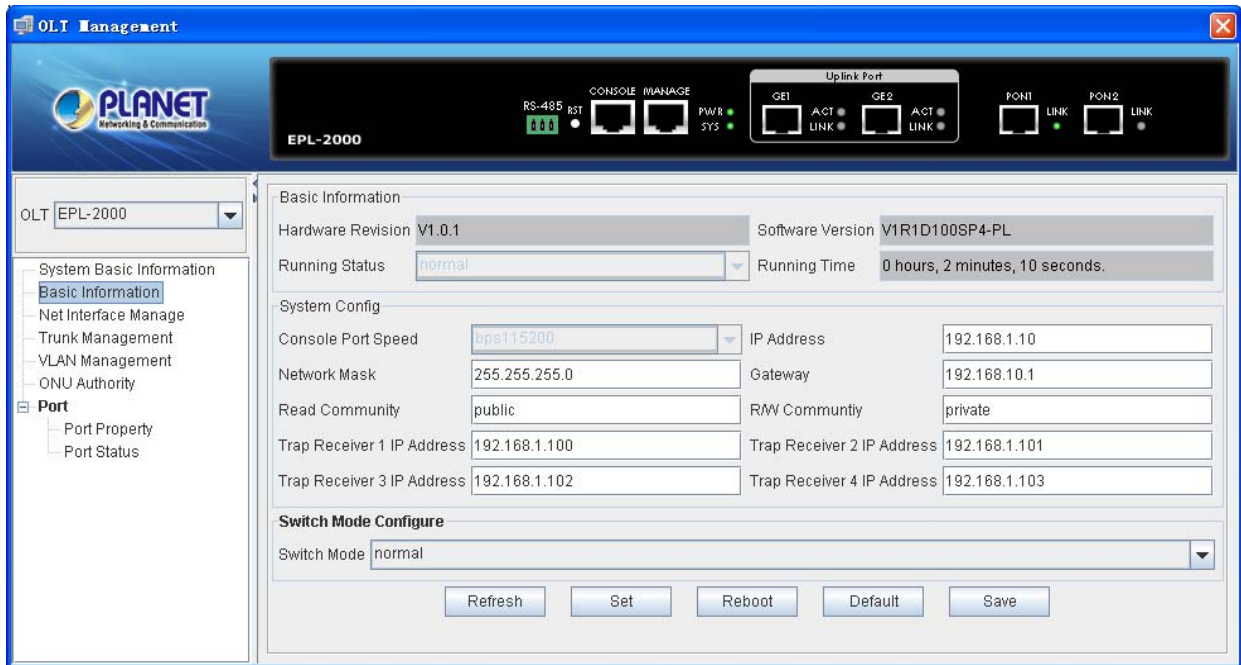 OLT Management
PLANET
Networking & Communication
EPL-2000
RS-485 RST CONSOLE MANAGE PWR SYS
Uplink Port
GE1 ACT LINK GE2 ACT LINK
PON1 LINK PON2 LINK
OLT EPL-2000
System Basic Information
Basic Information
Net Interface Manage
Trunk Management
VLAN Management
ONU Authority
Port
Port Property
Port Status
Basic Information
Hardware Revision V1.0.1 Software Version V1R1D100SP4-PL
Running Status normal Running Time 0 hours, 2 minutes, 10 seconds.
System Config
Console Port Speed bps115200 IP Address 192.168.1.10
Network Mask 255.255.255.0 Gateway 192.168.10.1
Read Community public R/W Communtiy private
Trap Receiver 1 IP Address 192.168.1.100 Trap Receiver 2 IP Address 192.168.1.101
Trap Receiver 3 IP Address 192.168.1.102 Trap Receiver 4 IP Address 192.168.1.103
Switch Mode Configure
Switch Mode normal
Refresh Set Reboot Default Save